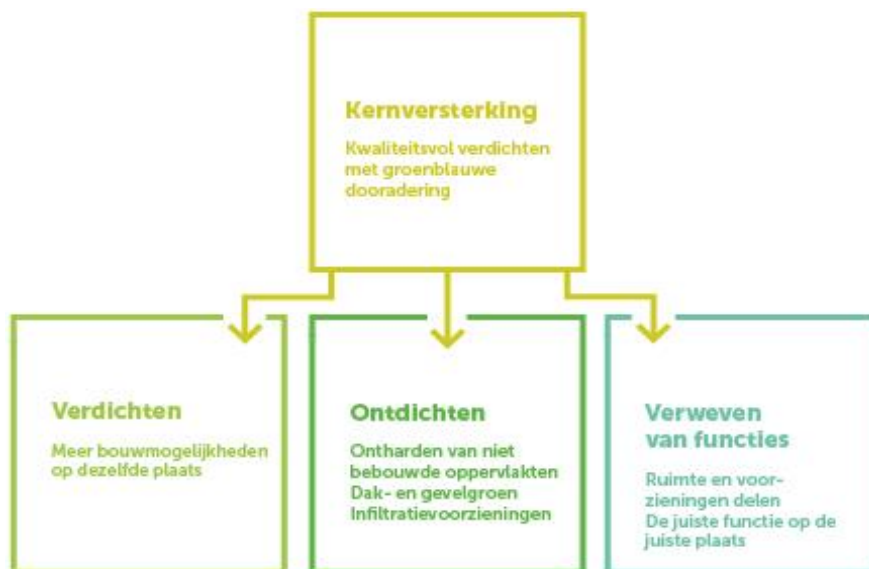 Kernversterking
Kwaliteitsvol verdichten
met groenblauwe
dooradering
Verdichten
Meer bouwmogelijkheden
op dezelfde plaats
Ontdichten
Ontharden van niet
bebouwde oppervlakten
Dak- en gevelgroen
Infiltratievoorzieningen
Verweven
van functies
Ruimte en voor-
zieningen delen
De juiste functie op de
juiste plaats